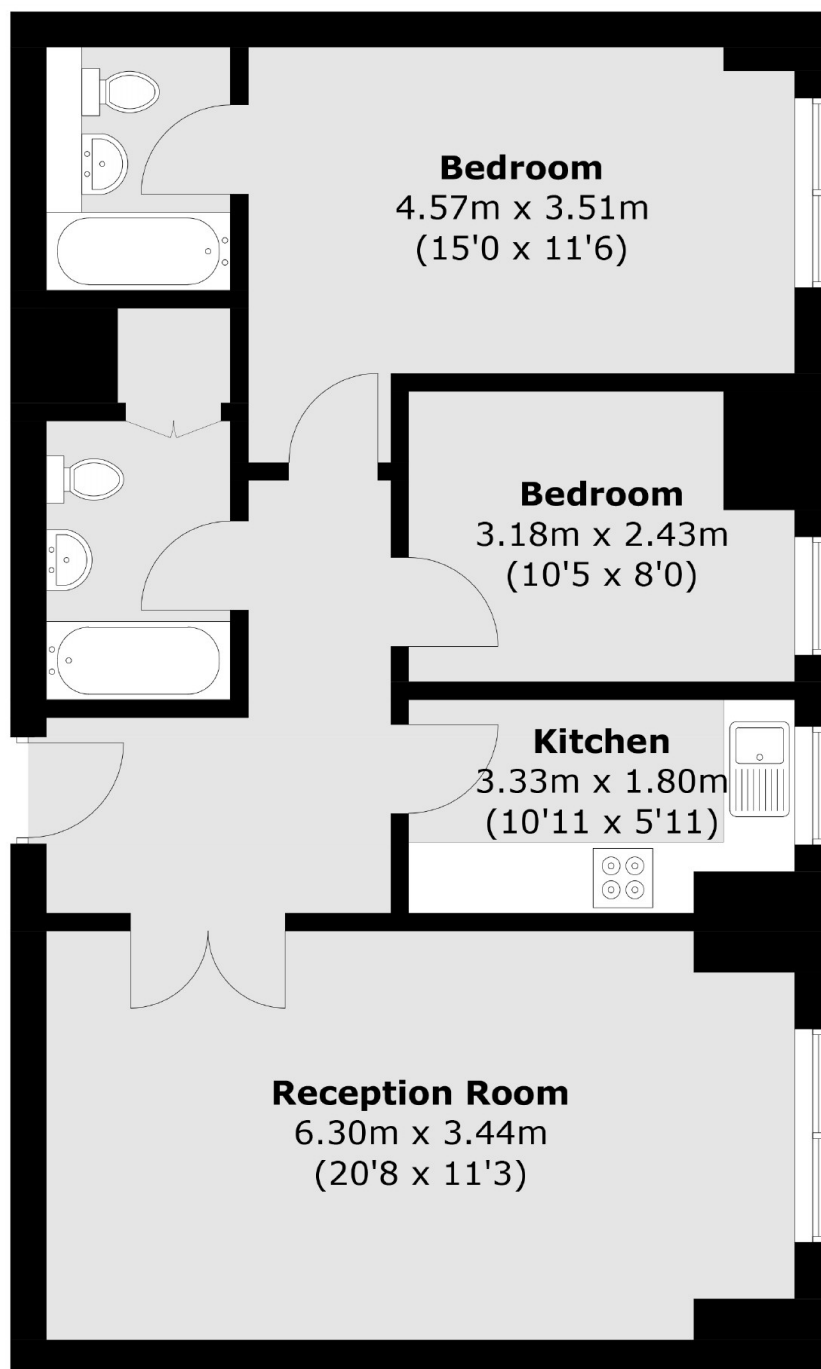 Bedroom
4.57m x 3.51m
(15'0 x 11'6)
Bedroom
3.18m x 2.43m
(10'5 x 8'0)
Kitchen
3.33m x 1.80m
(10'11 x 5'11)
Reception Room
6.30m x 3.44m
(20'8 x 11'3)